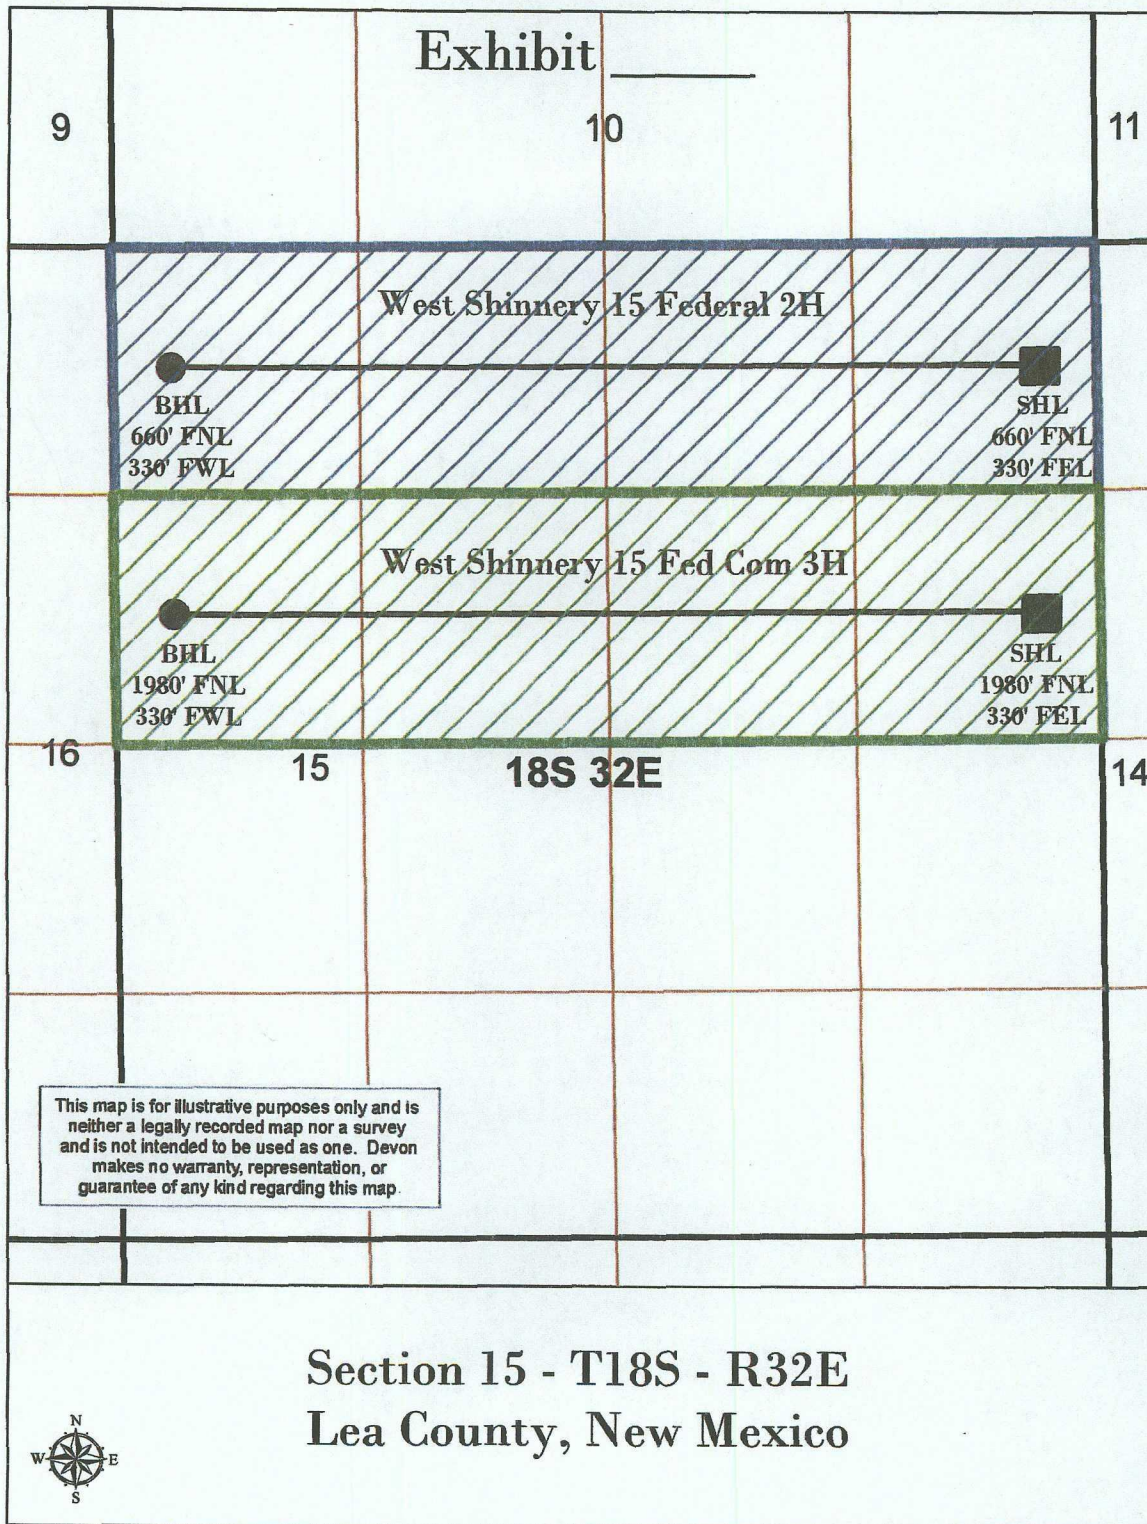 Exhibit _____
9
10
11
West Shinnery 15 Federal 2H
BHL
660' FNL
330' FWL
SHL
660' FNL
330' FEL
West Shinnery 15 Fed Com 3H
BHL
1980' FNL
330' FWL
SHL
1980' FNL
330' FEL
16
15
18S 32E
14
This map is for illustrative purposes only and is
neither a legally recorded map nor a survey
and is not intended to be used as one. Devon
makes no warranty, representation, or
guarantee of any kind regarding this map.
Section 15 - T18S - R32E
Lea County, New Mexico
N
W
E
S